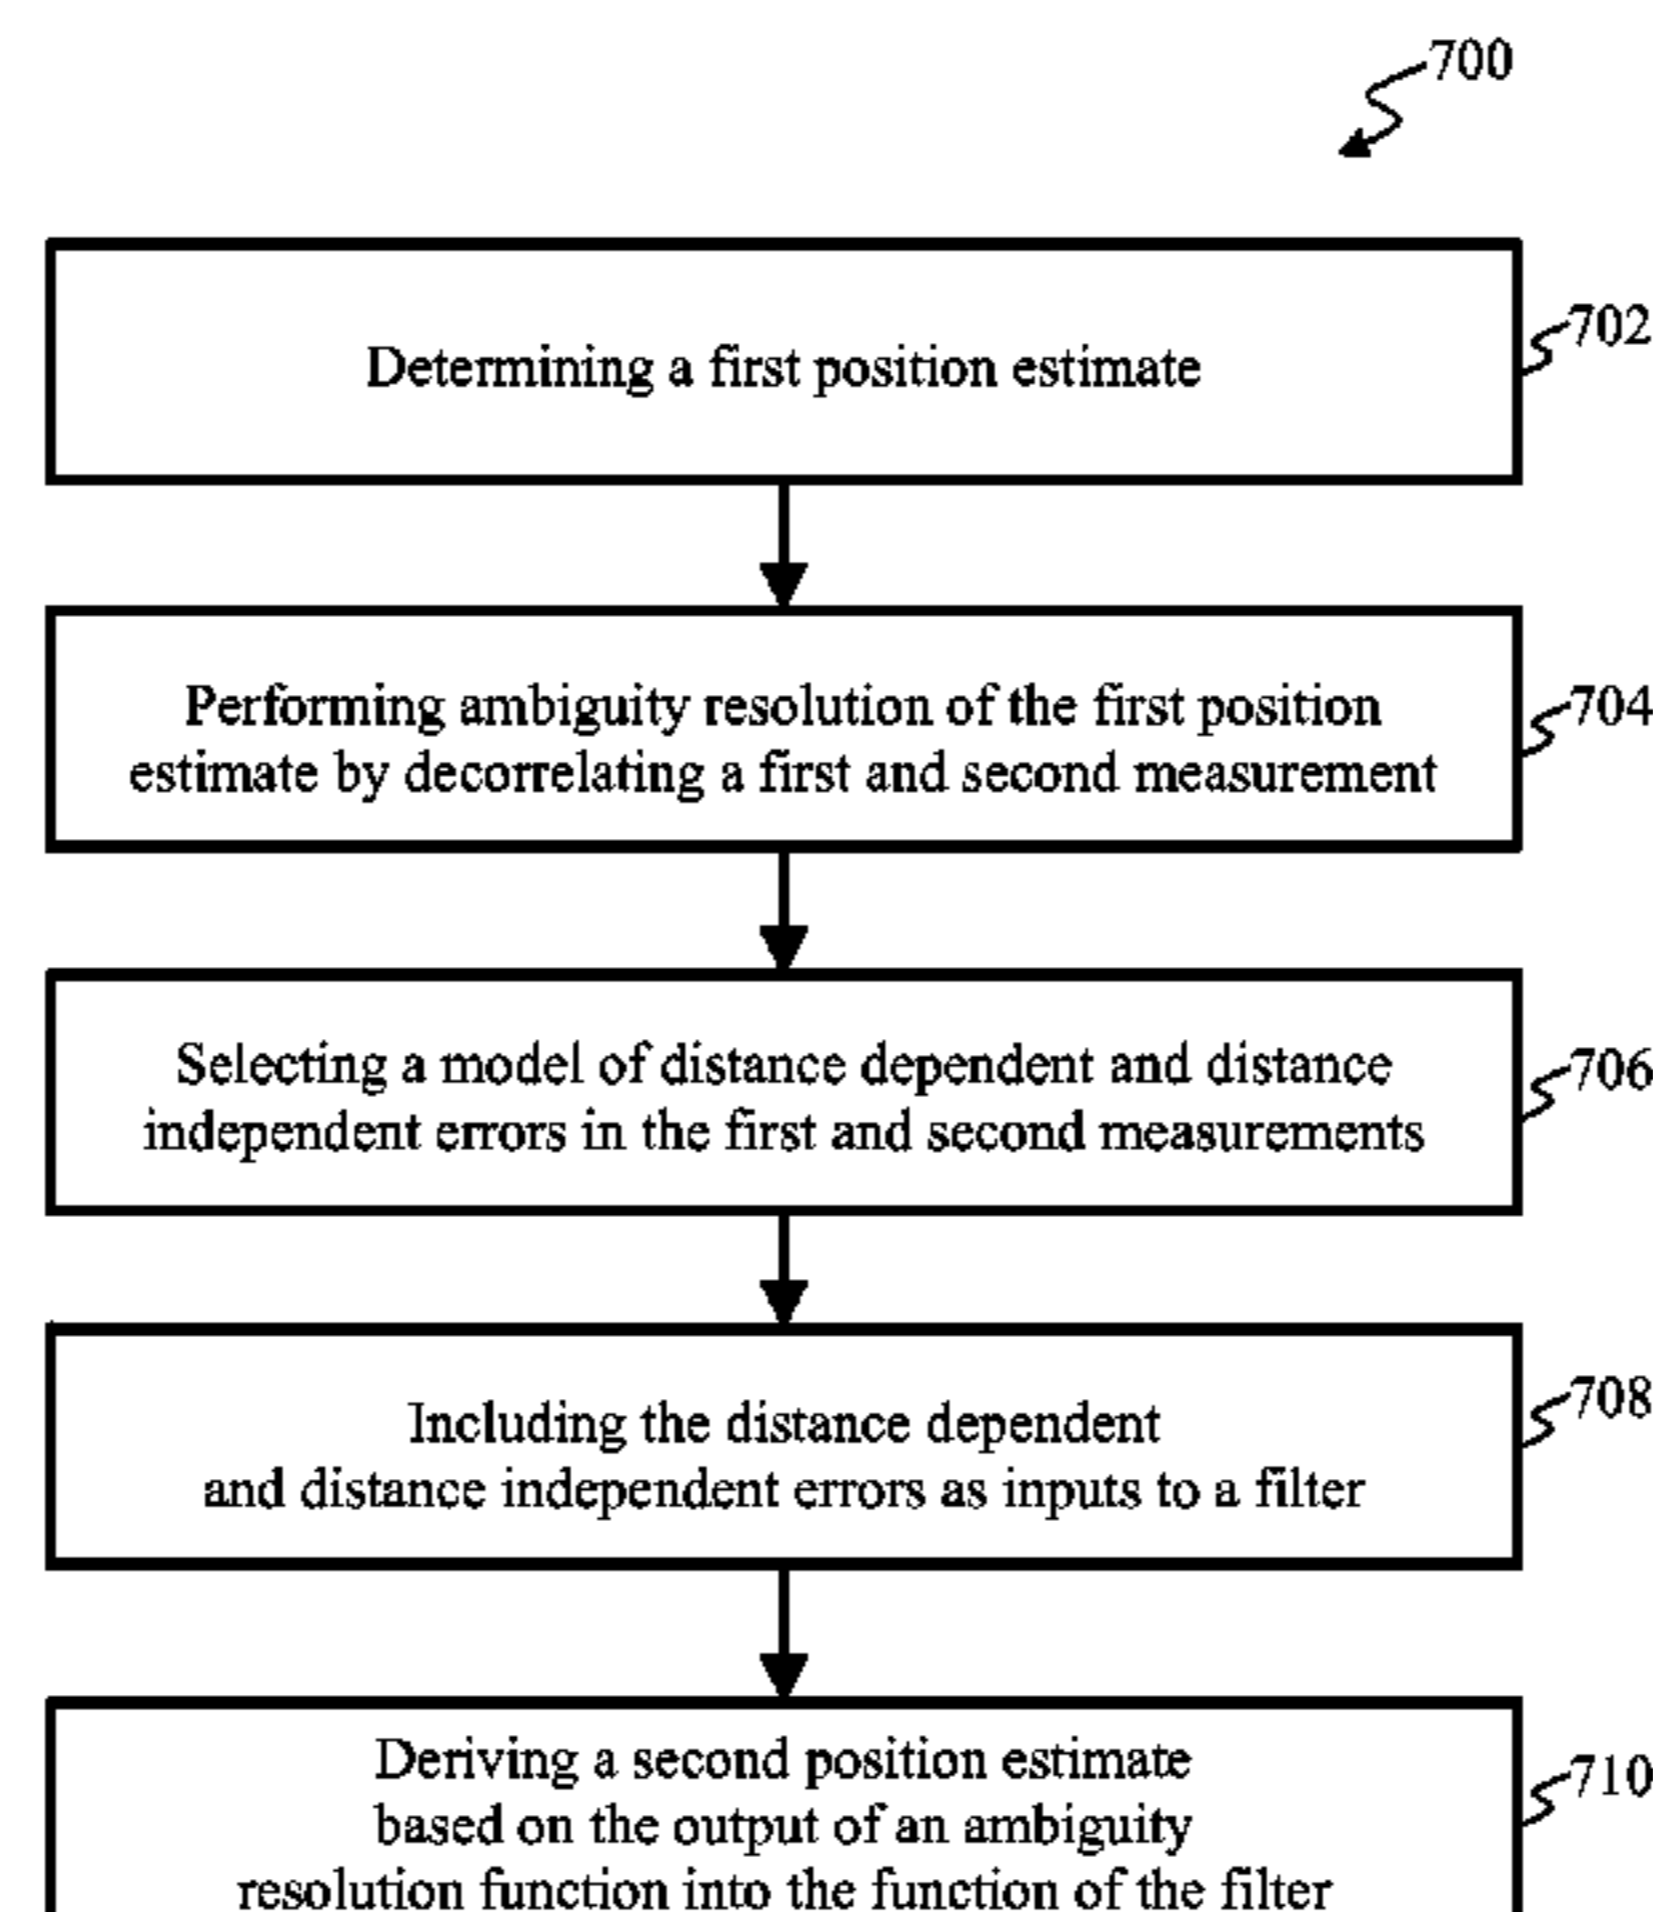 700
Determining a first position estimate
702
Performing ambiguity resolution of the first position
estimate by decorrelating a first and second measurement
704
Selecting a model of distance dependent and distance
independent errors in the first and second measurements
706
Including the distance dependent
and distance independent errors as inputs to a filter
708
Deriving a second position estimate
based on the output of an ambiguity
resolution function into the function of the filter
710